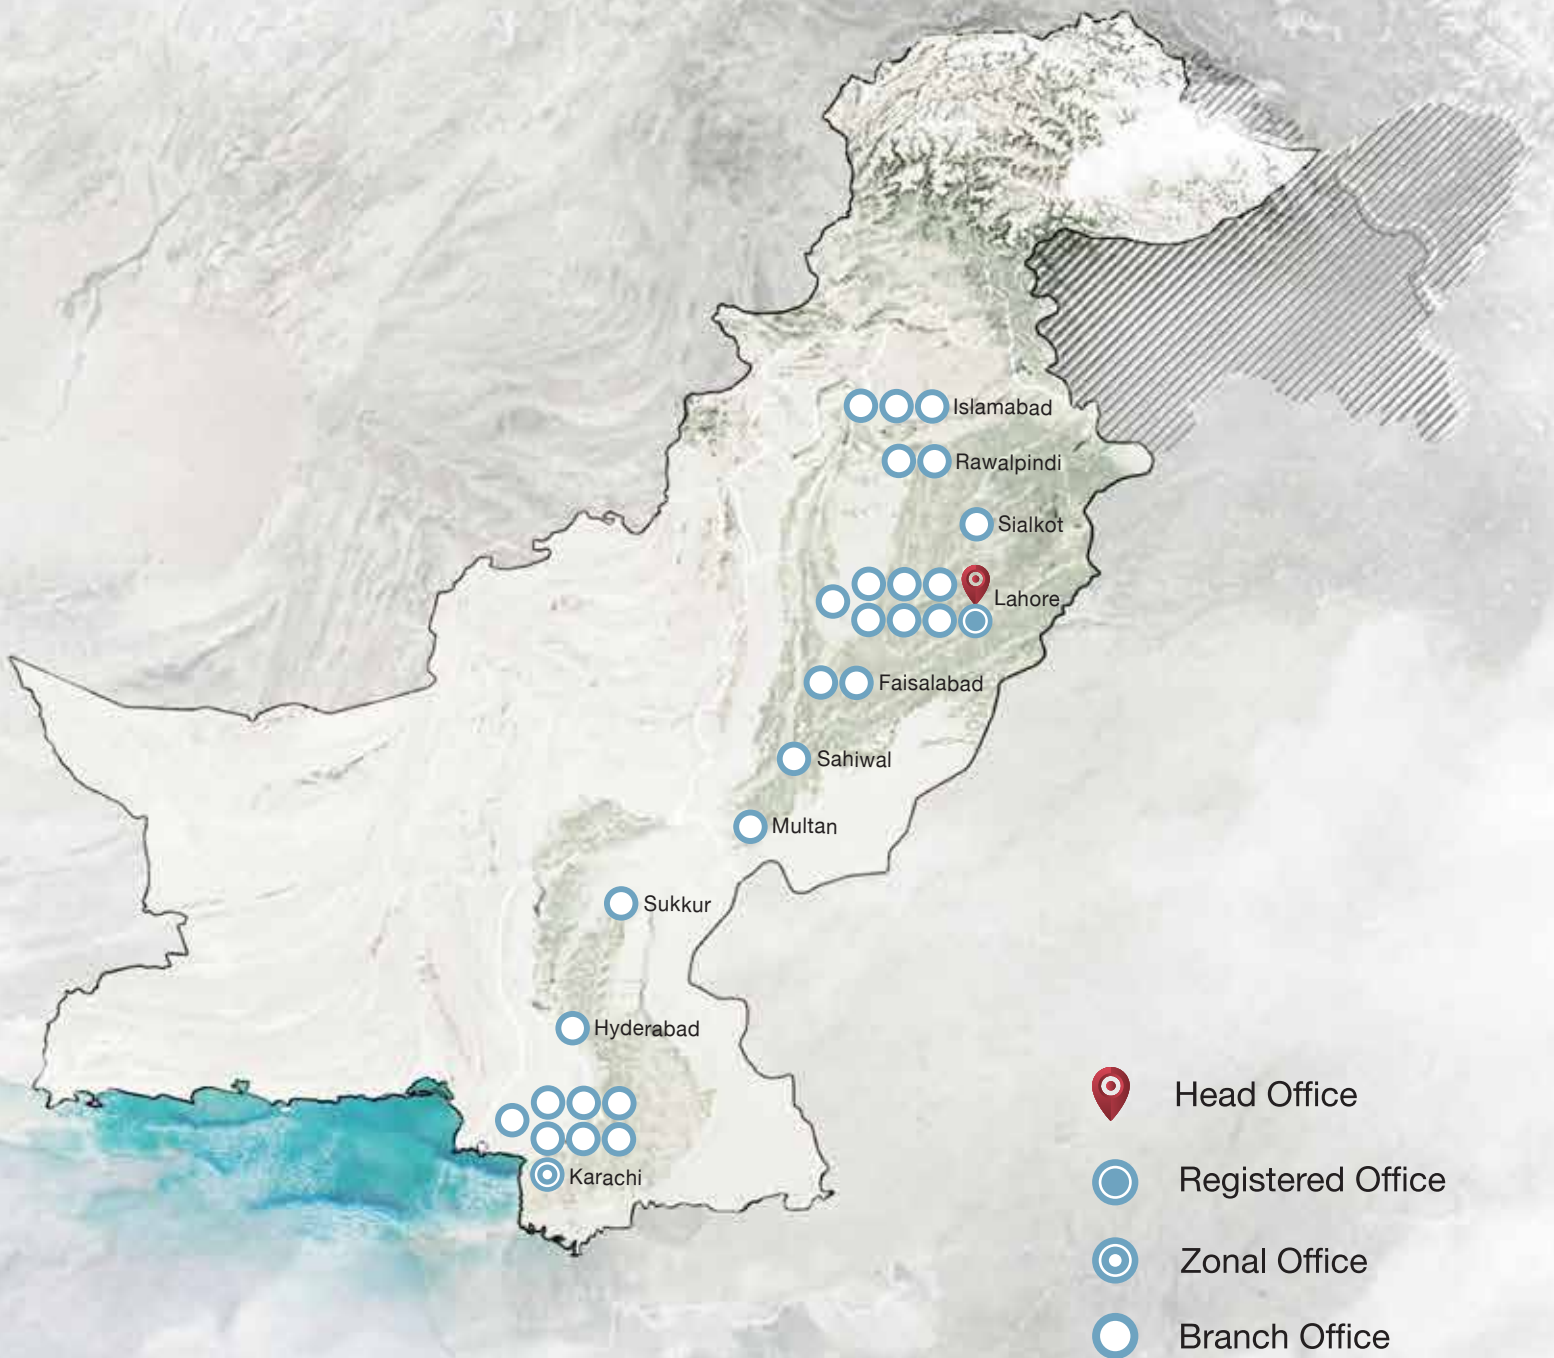 Islamabad
Rawalpindi
Sialkot
Lahore
Faisalabad
Sahiwal
Multan
Sukkur
Hyderabad
Karachi
Head Office
Registered Office
Zonal Office
Branch Office